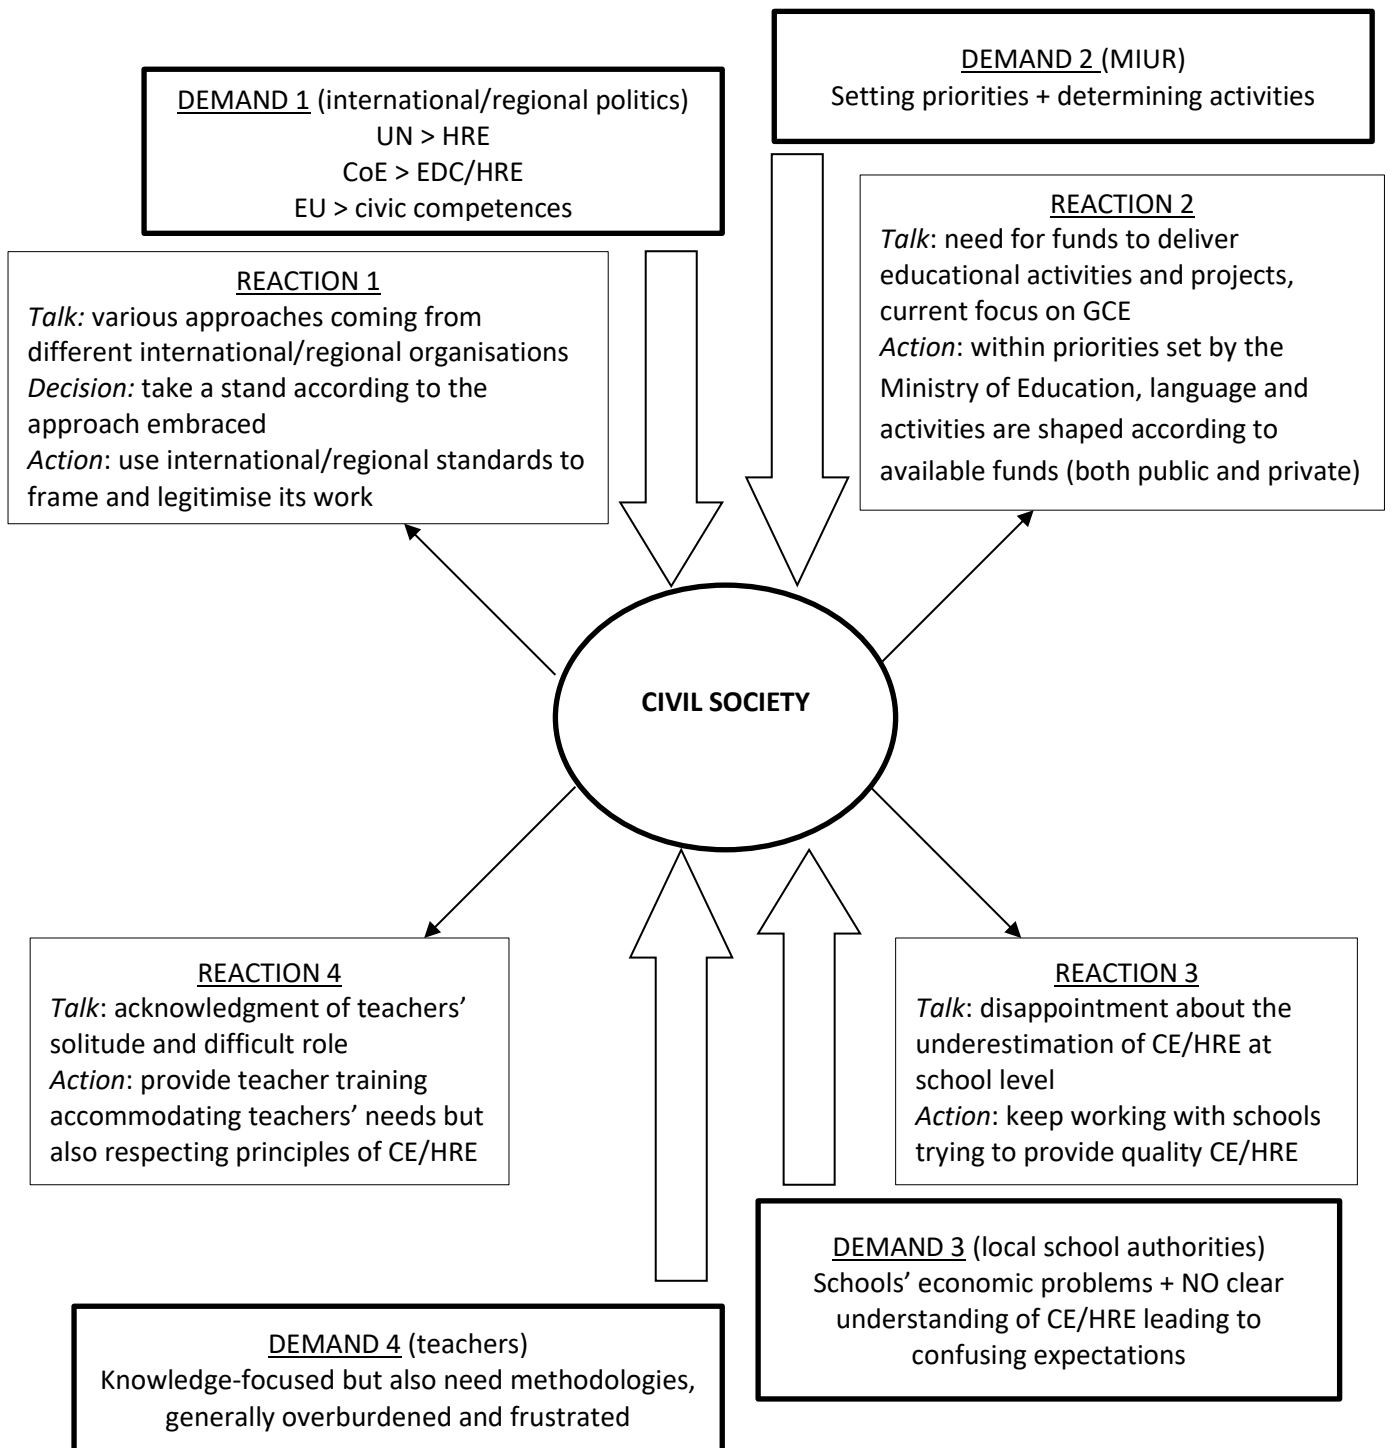 DEMAND 1 (international/regional politics)
UN > HRE
CoE > EDC/HRE
EU > civic competences
DEMAND 2 (MIUR)
Setting priorities + determining activities
REACTION 1
Talk: various approaches coming from
different international/regional organisations
Decision: take a stand according to the
approach embraced
Action: use international/regional standards to
frame and legitimise its work
REACTION 2
Talk: need for funds to deliver
educational activities and projects,
current focus on GCE
Action: within priorities set by the
Ministry of Education, language and
activities are shaped according to
available funds (both public and private)
CIVIL SOCIETY
REACTION 4
Talk: acknowledgment of teachers’
solitude and difficult role
Action: provide teacher training
accommodating teachers’ needs but
also respecting principles of CE/HRE
REACTION 3
Talk: disappointment about the
underestimation of CE/HRE at
school level
Action: keep working with schools
trying to provide quality CE/HRE
DEMAND 4 (teachers)
Knowledge-focused but also need methodologies,
generally overburdened and frustrated
DEMAND 3 (local school authorities)
Schools’ economic problems + NO clear
understanding of CE/HRE leading to
confusing expectations